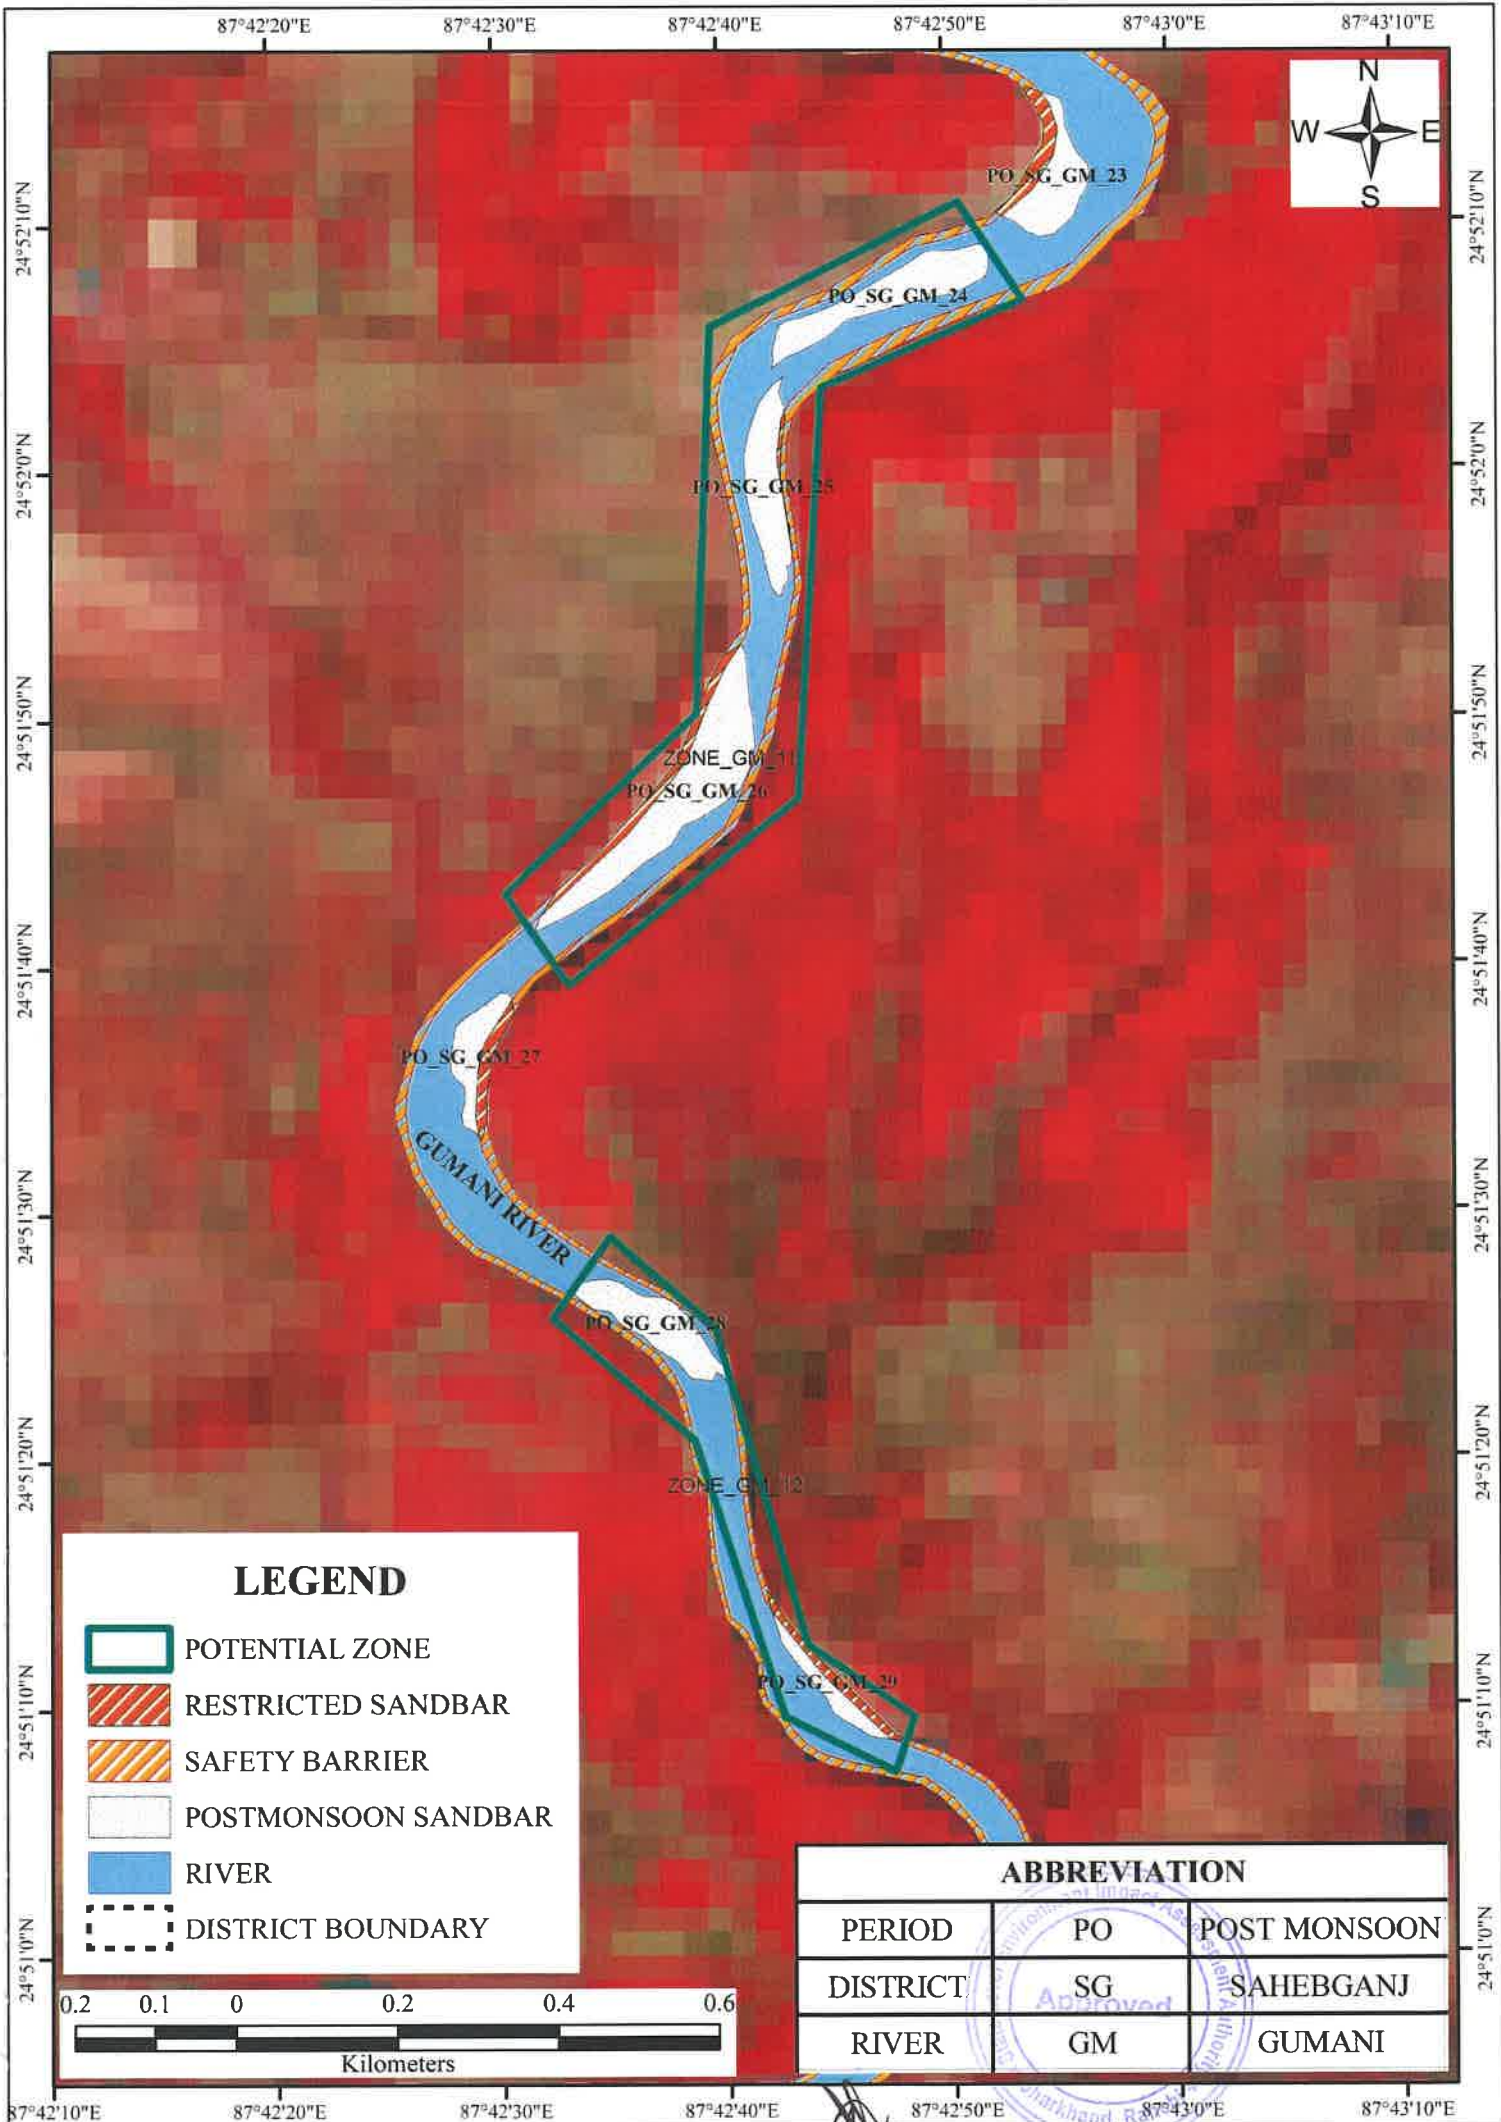 87°42'20"E 87°42'30"E 87°42'40"E 87°42'50"E 87°43'0"E 87°43'10"E
N
W E
S
24°52'10"N 24°52'10"N
PO_SG_GM_23
PO_SG_GM_24
24°52'0"N 24°52'0"N
PO_SG_GM_25
24°51'50"N 24°51'50"N
ZONE_GM_11
PO_SG_GM_26
24°51'40"N 24°51'40"N
PO_SG_GM_27
GUMANI RIVER
24°51'30"N 24°51'30"N
PO_SG_GM_28
24°51'20"N 24°51'20"N
ZONE_GM_12
PO_SG_GM_29
24°51'10"N 24°51'10"N
24°51'0"N 24°51'0"N
LEGEND
POTENTIAL ZONE
RESTRICTED SANDBAR
SAFETY BARRIER
POSTMONSOON SANDBAR
RIVER
DISTRICT BOUNDARY
0.2 0.1 0 0.2 0.4 0.6
Kilometers
ABBREVIATION
PERIOD PO POST MONSOON
DISTRICT SG SAHEBGANJ
RIVER GM GUMANI
Impact Assessment Authority
Approved
Jharkhand
87°42'10"E 87°42'20"E 87°42'30"E 87°42'40"E 87°42'50"E 87°43'0"E 87°43'10"E